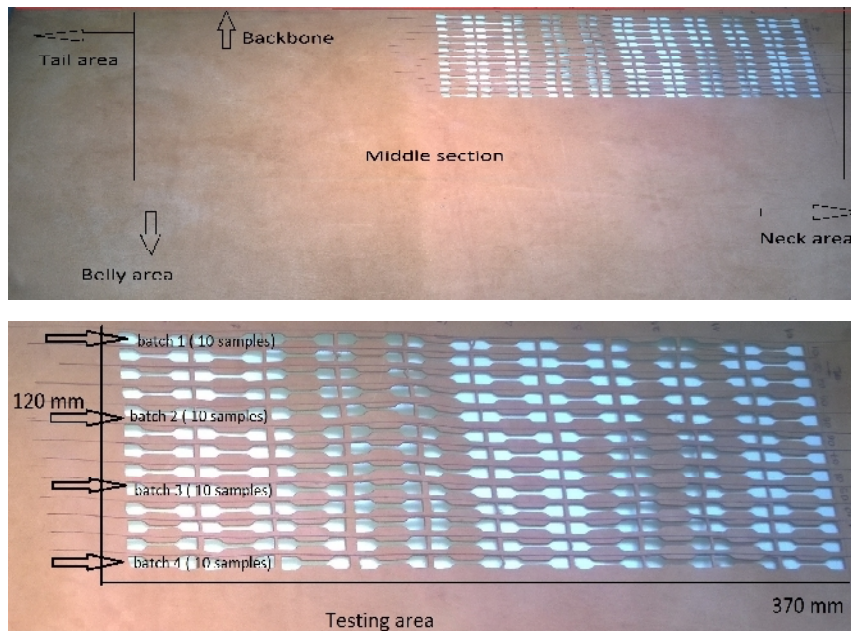 Backbone
Tail area
Middle section
Neck area
Belly area
batch 1 ( 10 samples)
120 mm
batch 2 ( 10 samples)
batch 3 ( 10 samples)
batch 4 ( 10 samples)
370 mm
Testing area